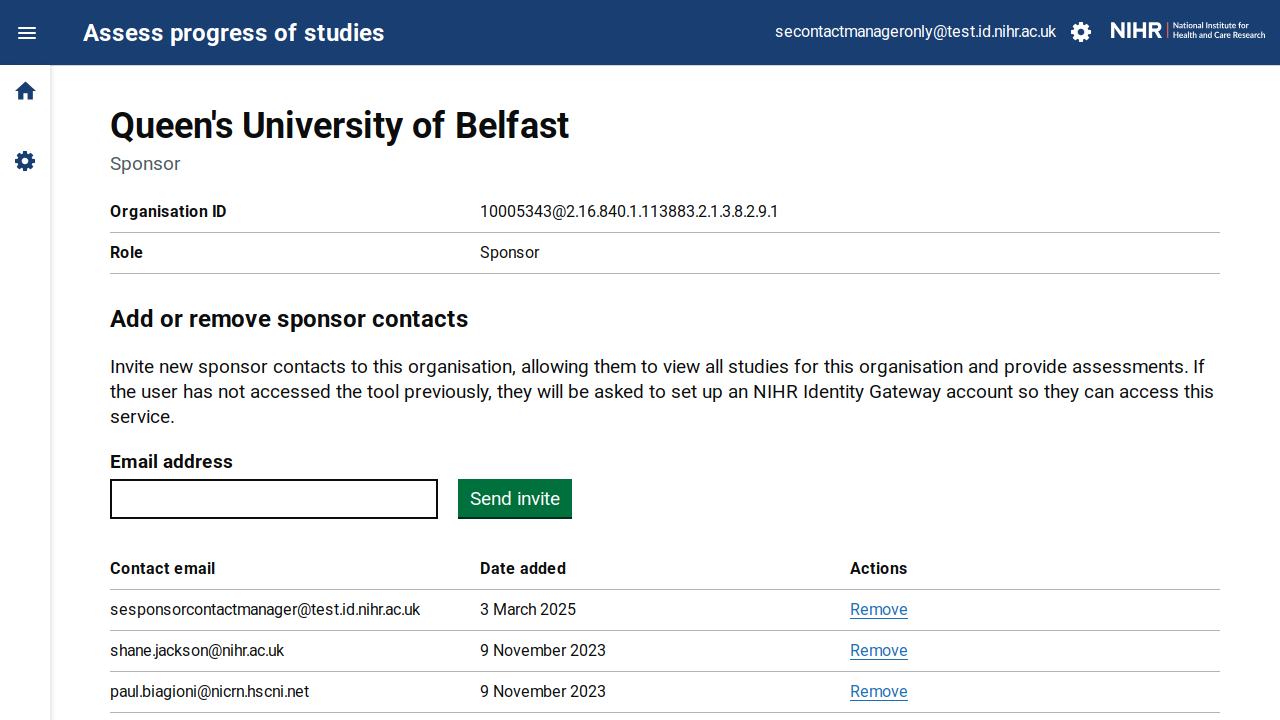 Assess progress of studies
secontactmanageronly@test.id.nihr.ac.uk
NIHR
National Institute for
Health and Care Research
Queen's University of Belfast
Sponsor
Organisation ID
10005343@2.16.840.1.113883.2.1.3.8.2.9.1
Role
Sponsor
Add or remove sponsor contacts
Invite new sponsor contacts to this organisation, allowing them to view all studies for this organisation and provide assessments. If
the user has not accessed the tool previously, they will be asked to set up an NIHR Identity Gateway account so they can access this
service.
Email address
Send invite
Contact email
Date added
Actions
sesponsorcontactmanager@test.id.nihr.ac.uk
3 March 2025
Remove
shane.jackson@nihr.ac.uk
9 November 2023
Remove
paul.biagioni@nicrn.hscni.net
9 November 2023
Remove